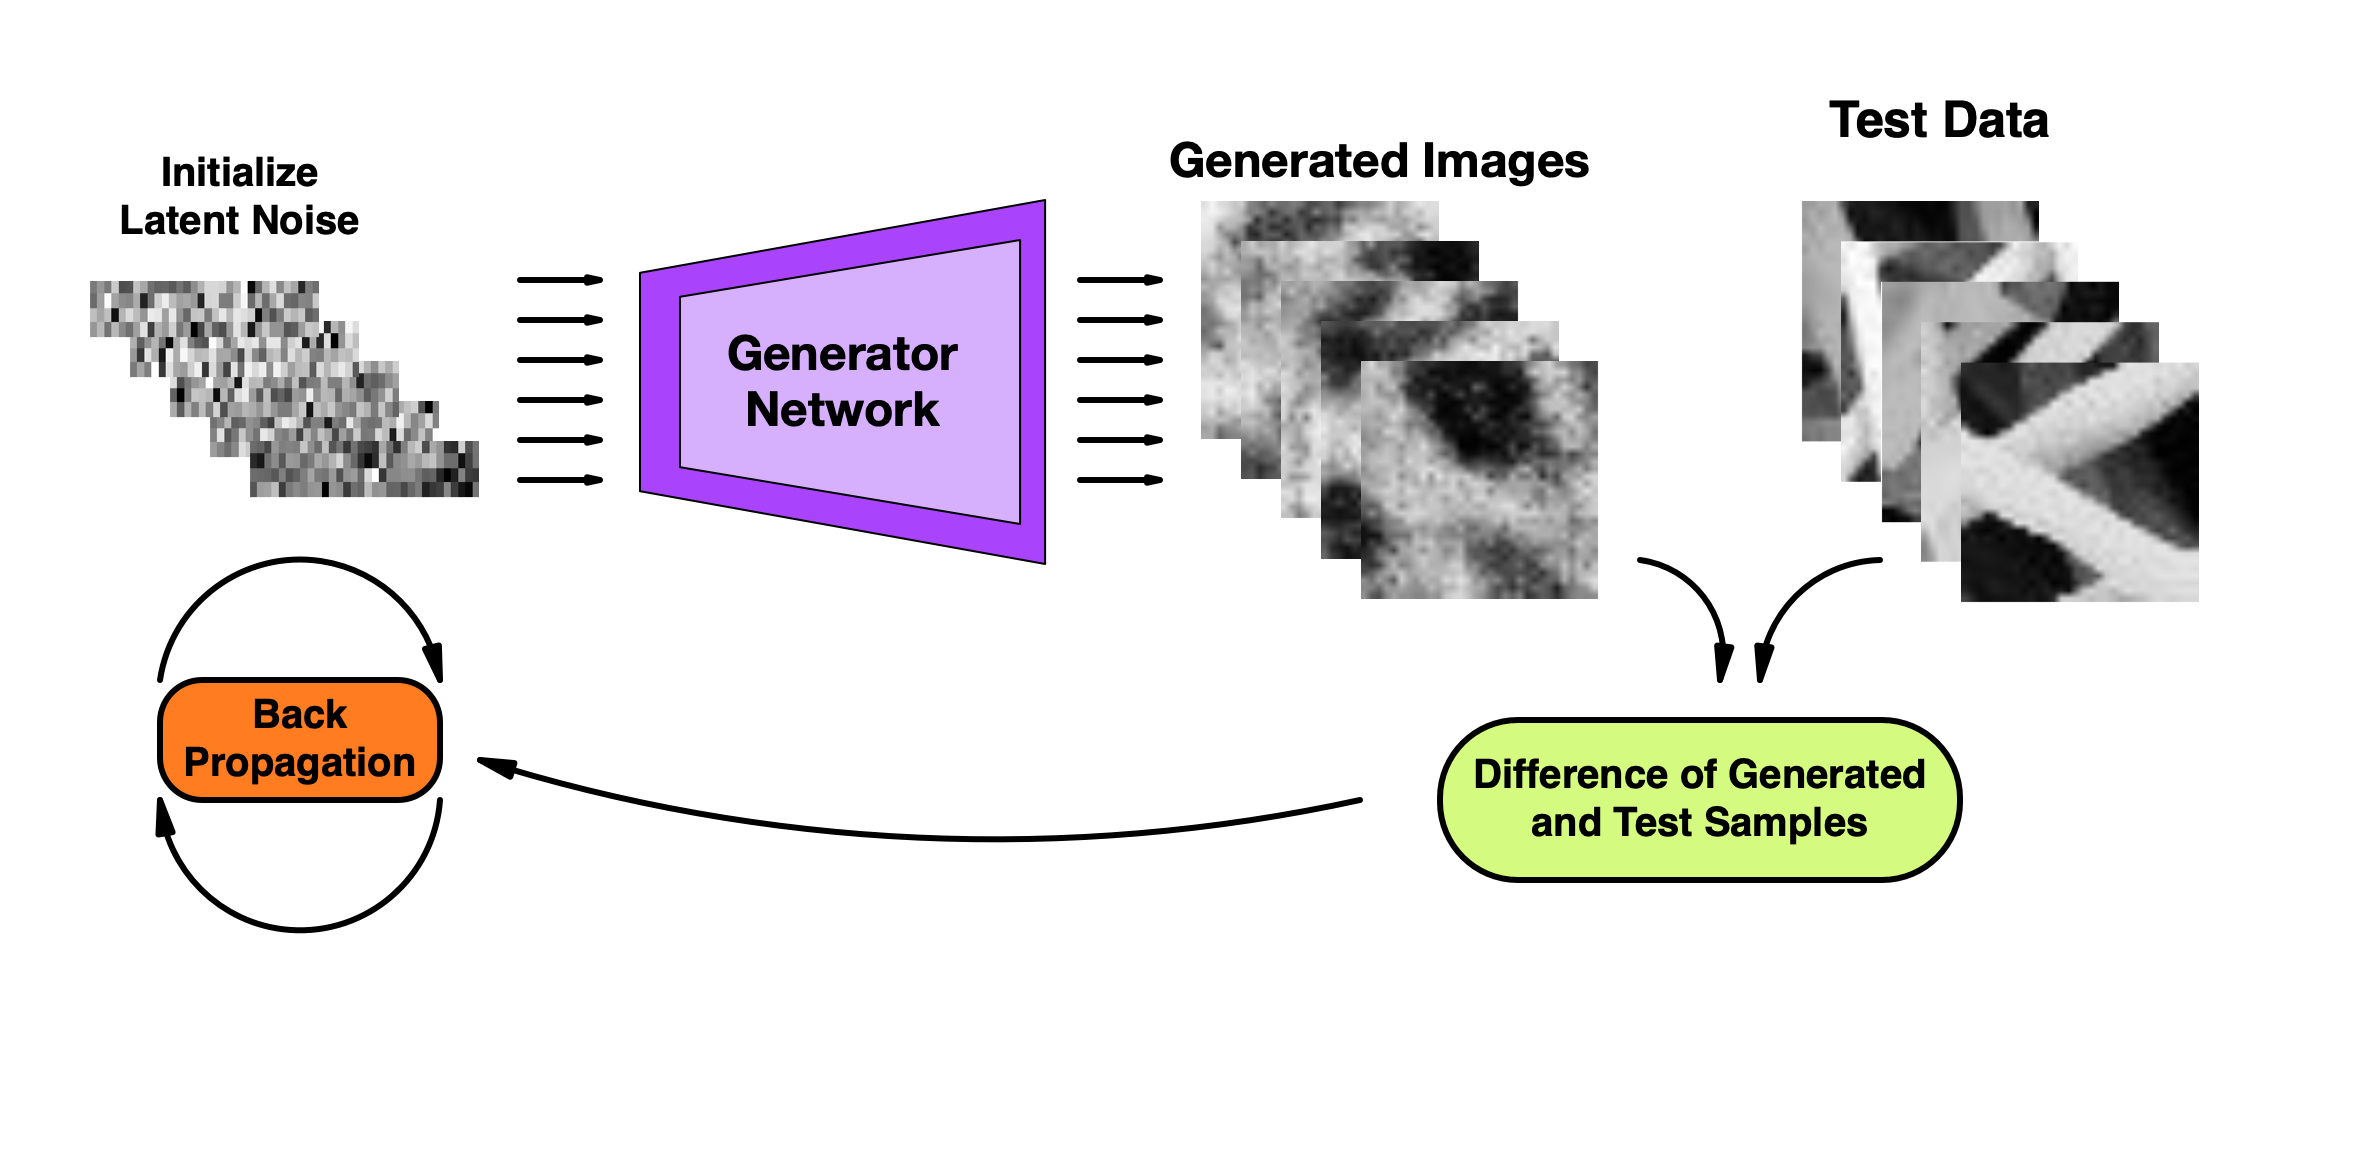 Initialize
Latent Noise
Generator
Network
Generated Images
Test Data
Back
Propagation
Difference of Generated
and Test Samples